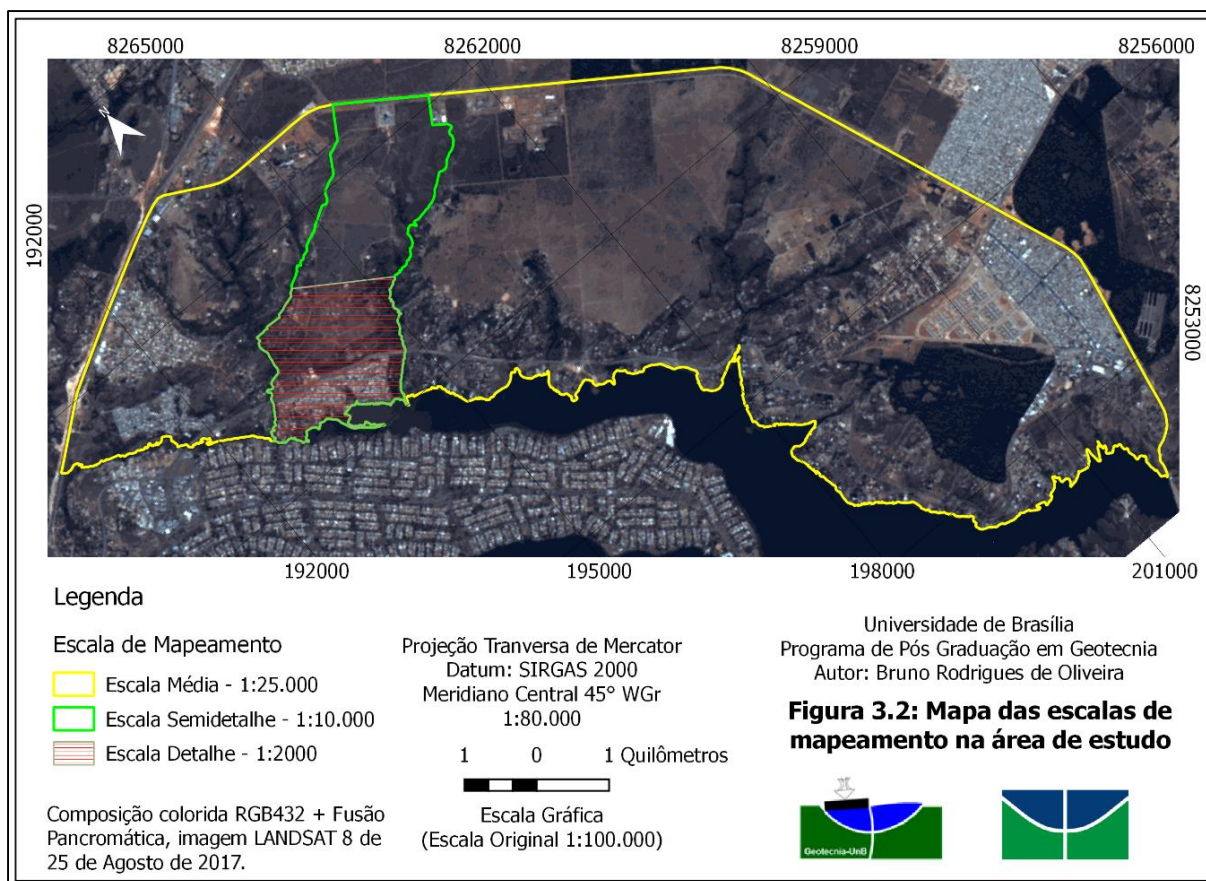 8265000
8262000
8259000
8256000
N
192000
8253000
192000
195000
198000
201000
Legenda
Escala de Mapeamento
Escala Média - 1:25.000
Escala Semidetalhe - 1:10.000
Escala Detalhe - 1:2000
Composição colorida RGB432 + Fusão
Pancromática, imagem LANDSAT 8 de
25 de Agosto de 2017.
Projeção Tranversa de Mercator
Datum: SIRGAS 2000
Meridiano Central 45° WGr
1:80.000
1 0 1 Quilômetros
Escala Gráfica
(Escala Original 1:100.000)
Universidade de Brasília
Programa de Pós Graduação em Geotecnia
Autor: Bruno Rodrigues de Oliveira
Figura 3.2: Mapa das escalas de
mapeamento na área de estudo
Geotecnia-UnB